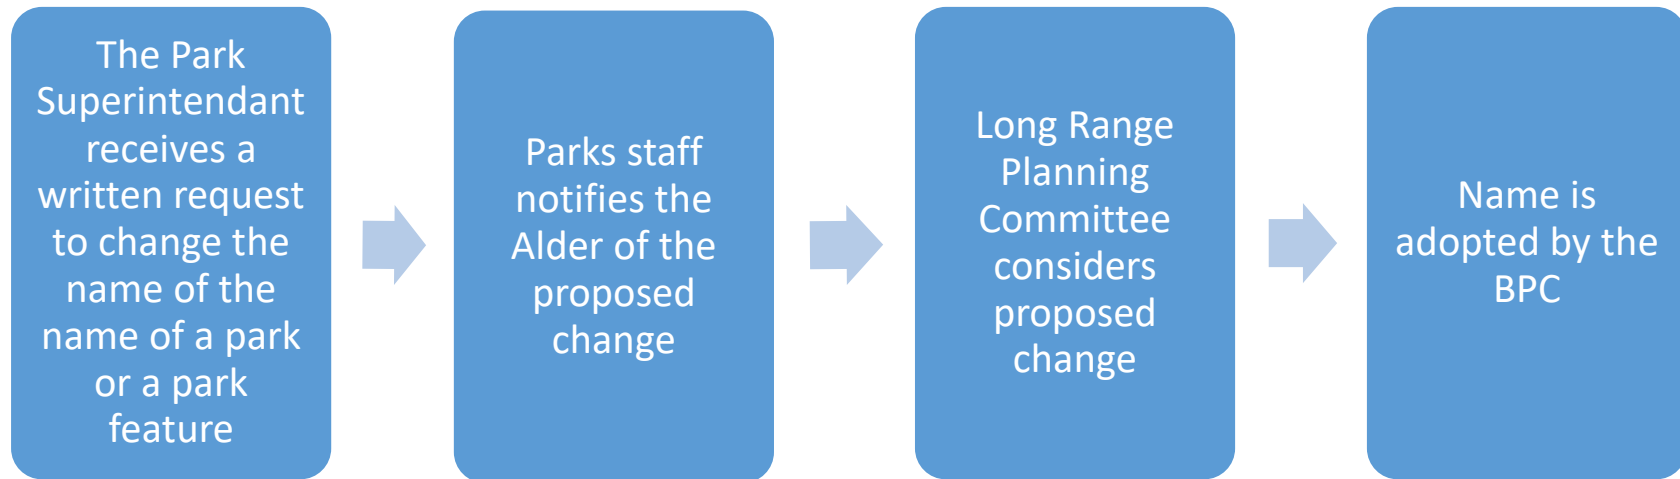 The Park
Superintendant
receives a
written request
to change the
name of the
name of a park
or a park
feature
Parks staff
notifies the
Alder of the
proposed
change
Long Range
Planning
Committee
considers
proposed
change
Name is
adopted by the
BPC